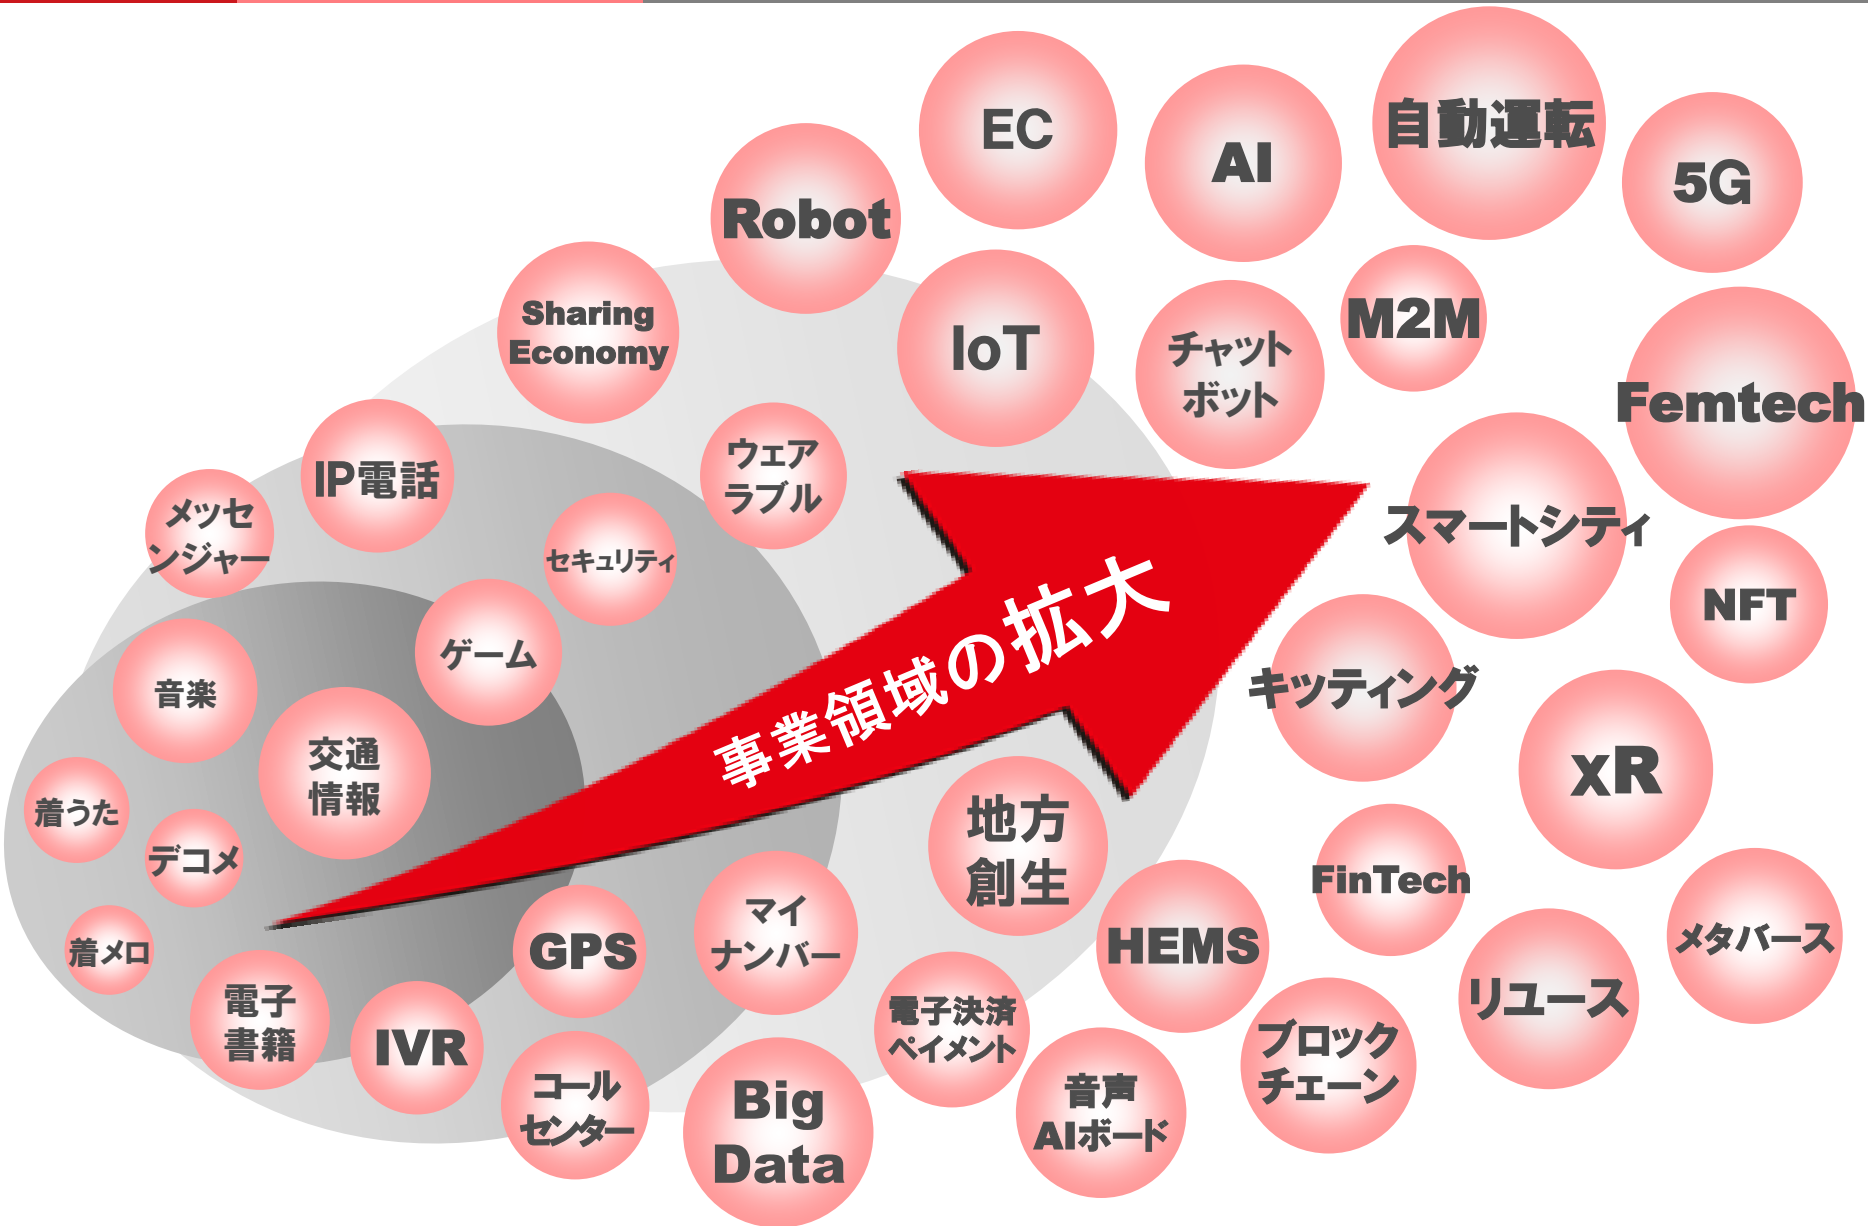 EC
AI
自動運転
5G
Robot
Sharing
Economy
IoT
チャット
ボット
M2M
Femtech
IP電話
メッセ
ンジャー
ウェア
ラブル
セキュリティ
スマートシティ
NFT
ゲーム
音楽
交通
情報
事業領域の拡大
キッティング
xR
着うた
デコメ
着メロ
地方
創生
FinTech
メタバース
GPS
マイ
ナンバー
HEMS
リユース
電子
書籍
IVR
コール
センター
Big
Data
電子決済
ペイメント
音声
AIボード
ブロック
チェーン